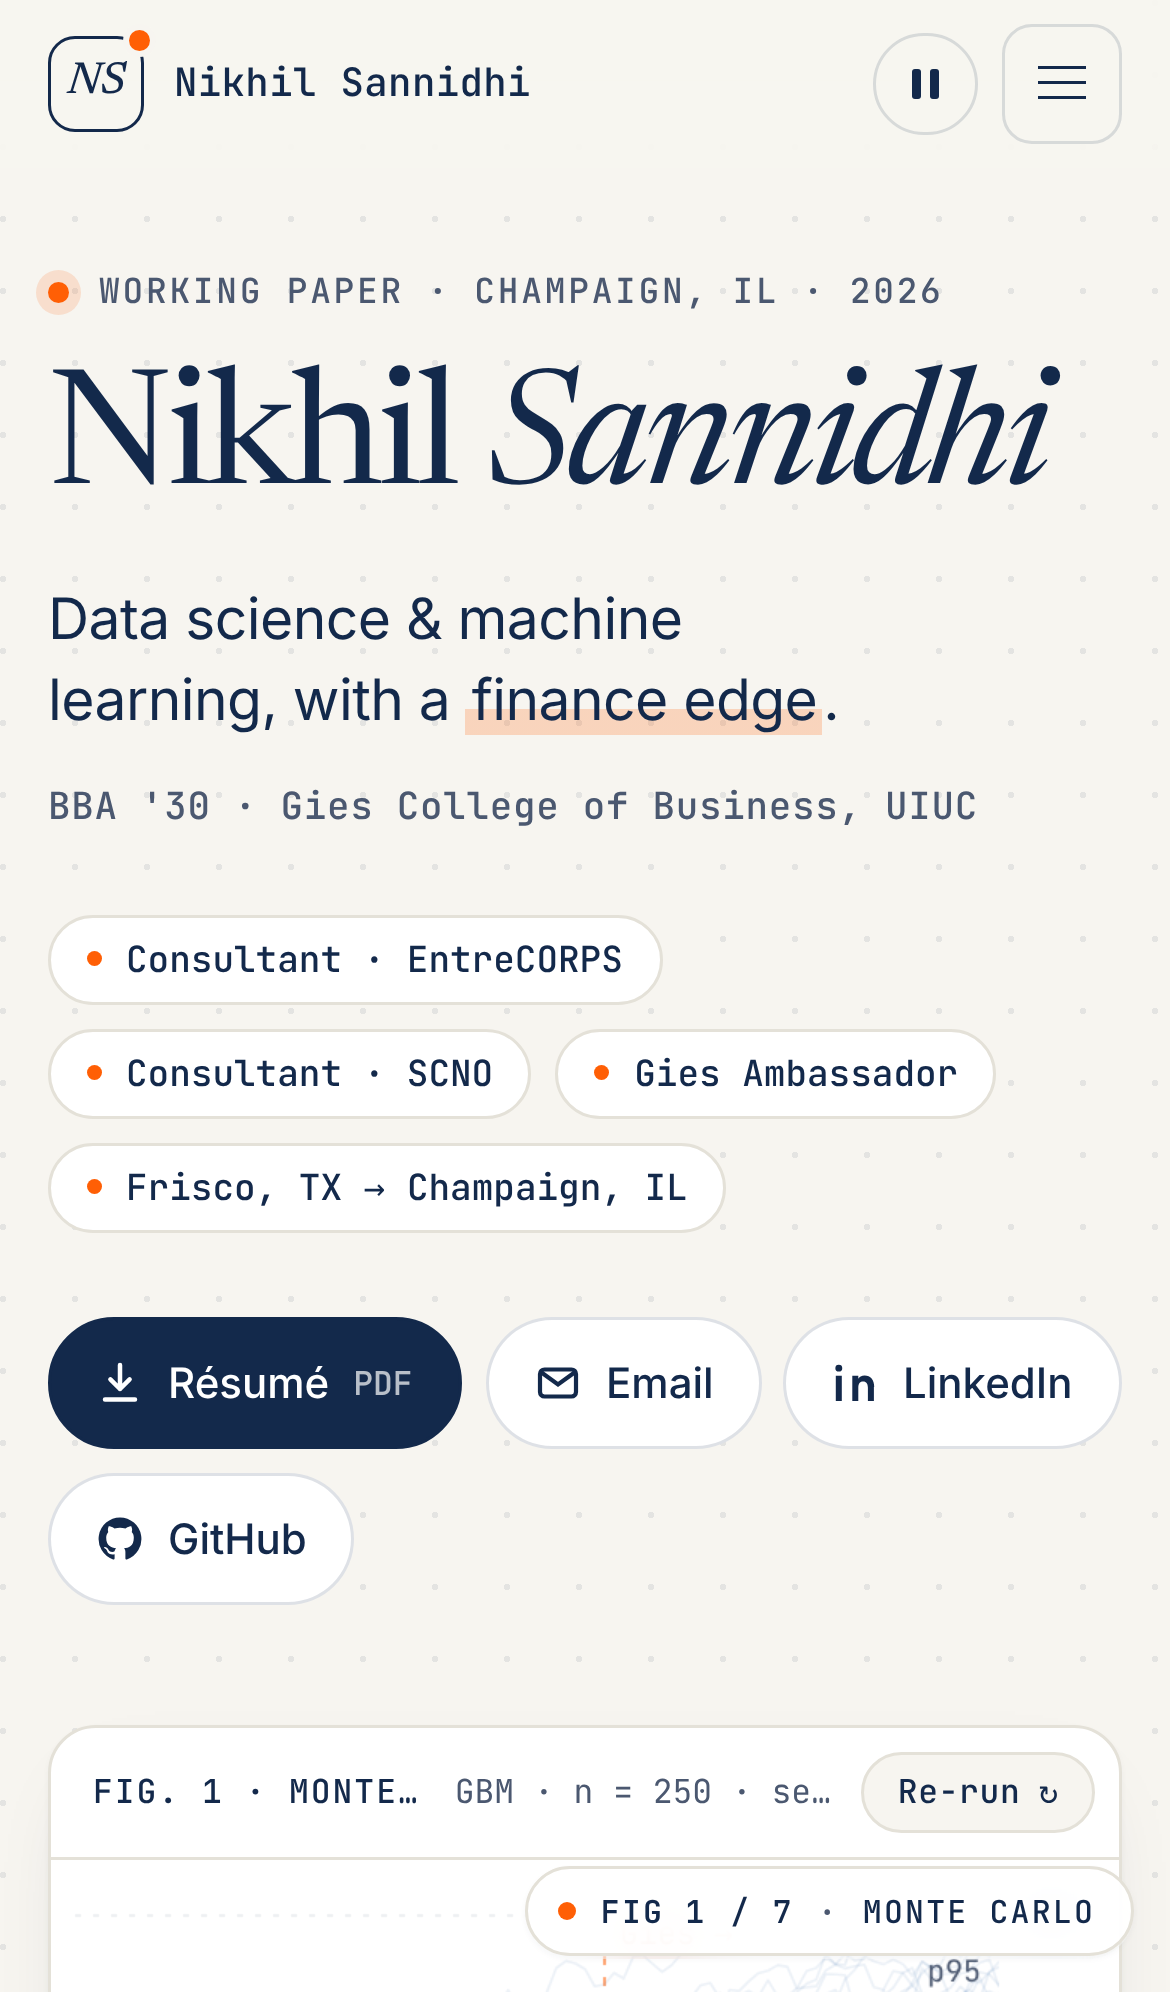 NS Nikhil Sannidhi
WORKING PAPER · CHAMPAIGN, IL · 2026
Nikhil Sannidhi
Data science & machine
learning, with a finance edge.
BBA '30 · Gies College of Business, UIUC
Consultant · EntreCORPS
Consultant · SCNO
Gies Ambassador
Frisco, TX → Champaign, IL
Résumé PDF
Email
in LinkedIn
GitHub
FIG. 1 · MONTE… GBM · n = 250 · se… Re-run ↻
FIG 1 / 7 · MONTE CARLO
p95